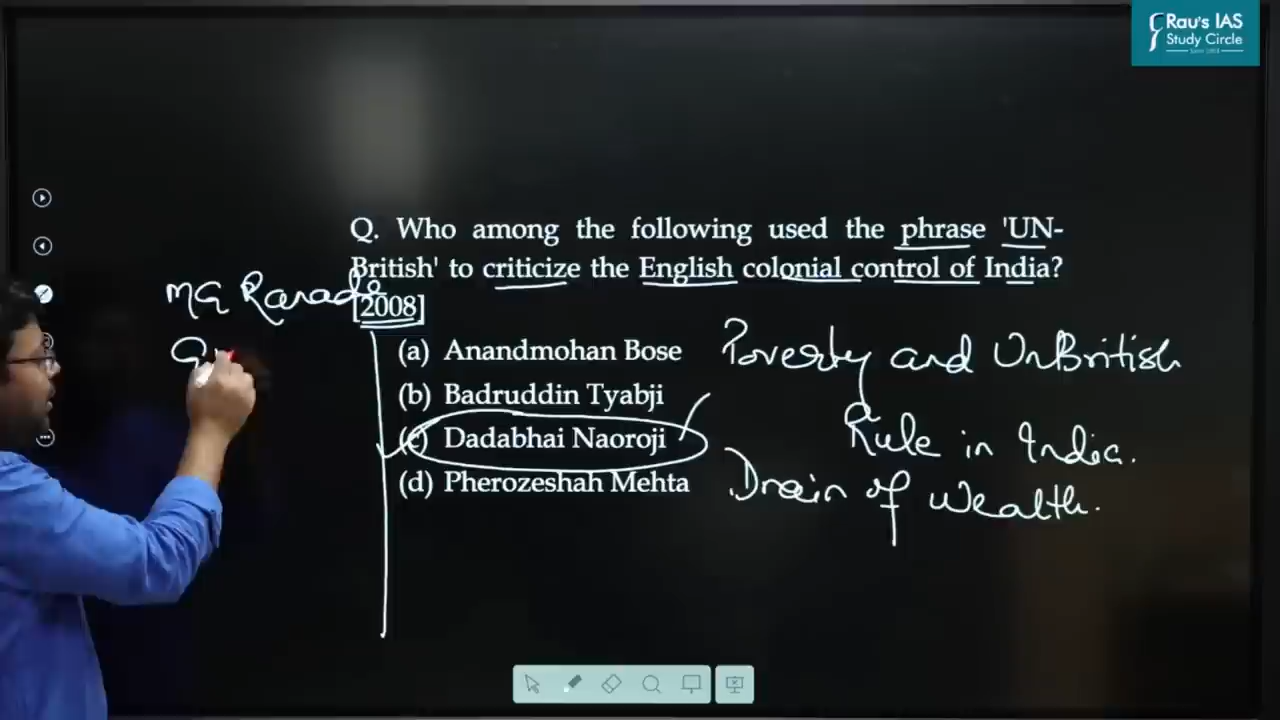 Rau's IAS
Study Circle
Q. Who among the following used the phrase 'UN-
British' to criticize the English colonial control of India?
[2008]
(a) Anandmohan Bose
(b) Badruddin Tyabji
(c) Dadabhai Naoroji
(d) Pherozeshah Mehta
MG Ranade
Poverty and UnBritish
Rule in India.
Drain of Wealth.